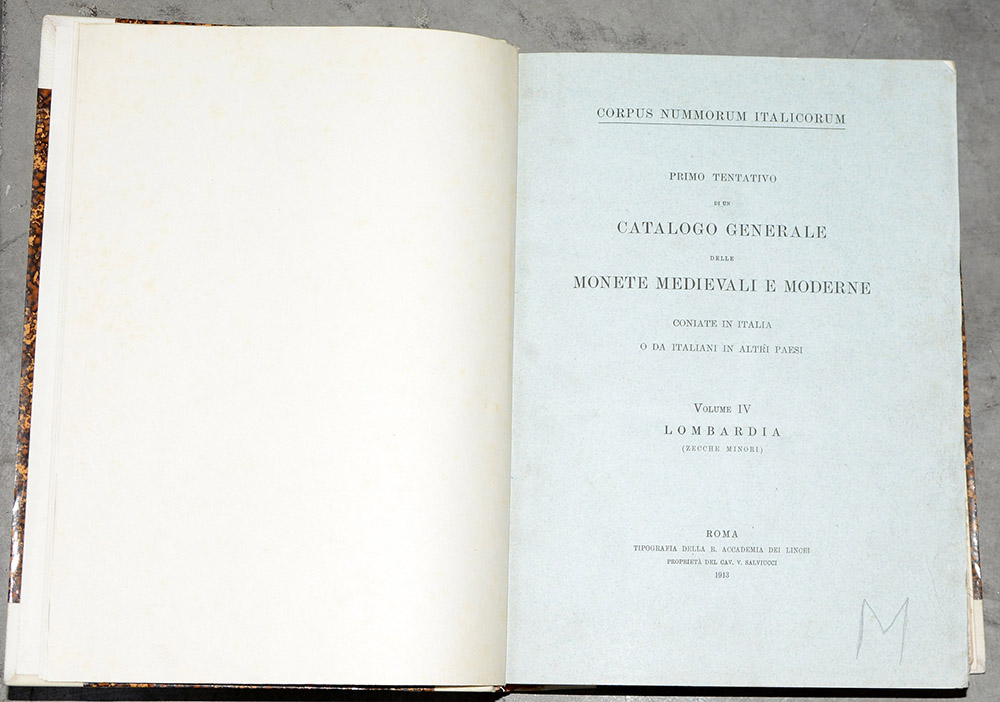 CORPUS NUMMORUM ITALICORUM
PRIMO TENTATIVO
DI UN
CATALOGO GENERALE
DELLE
MONETE MEDIEVALI E MODERNE
CONIATE IN ITALIA
O DA ITALIANI IN ALTRI PAESI
VOLUME IV
LOMBARDIA
(ZECCHE MINORI)
ROMA
TIPOGRAFIA DELLA R. ACCADEMIA DEI LINCEI
PROPRIETÀ DEL CAV. V. SALVIUCCI
1913
M